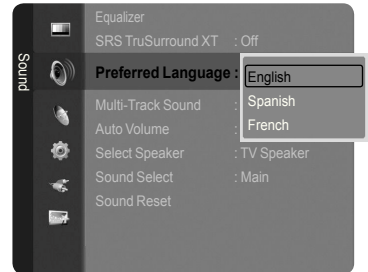 Sound
Equalizer
SRS TruSurround XT : Off
Preferred Language :
English
Spanish
French
Multi-Track Sound :
Auto Volume :
Select Speaker : TV Speaker
Sound Select : Main
Sound Reset